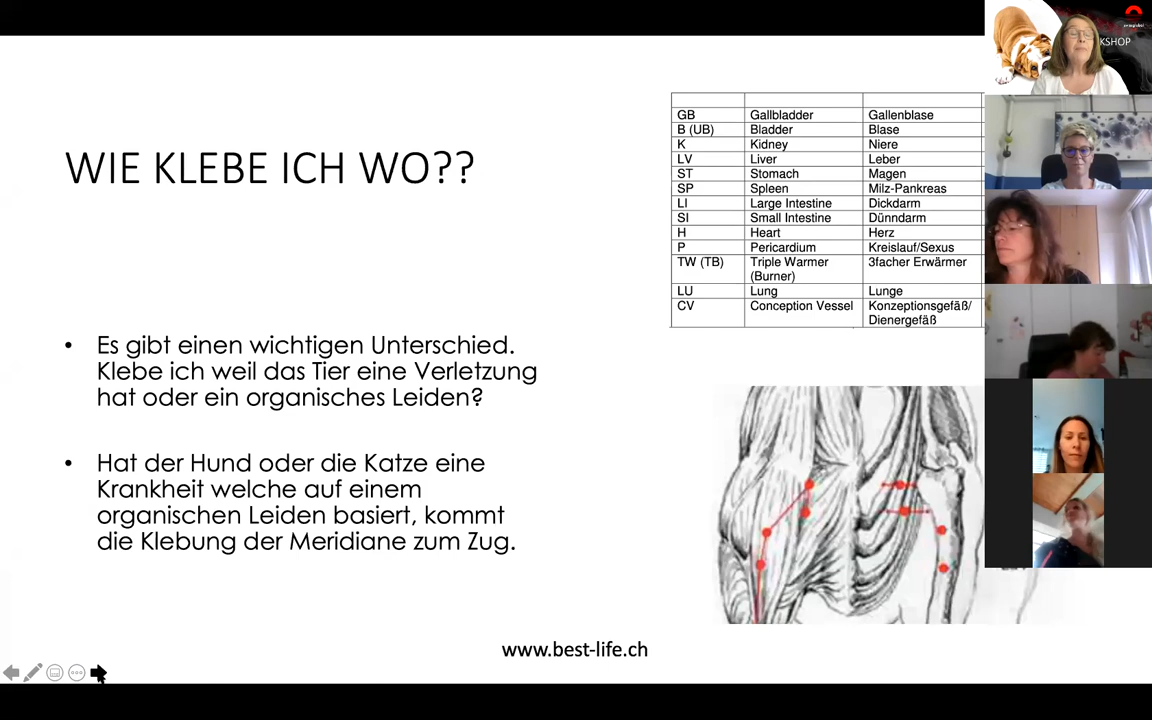 WIE KLEBE ICH WO??
• Es gibt einen wichtigen Unterschied.
Klebe ich weil das Tier eine Verletzung
hat oder ein organisches Leiden?
• Hat der Hund oder die Katze eine
Krankheit welche auf einem
organischen Leiden basiert, kommt
die Klebung der Meridiane zum Zug.
GB Gallbladder Gallenblase
B (UB) Bladder Blase
K Kidney Niere
LV Liver Leber
ST Stomach Magen
SP Spleen Milz-Pankreas
LI Large Intestine Dickdarm
SI Small Intestine Dünndarm
H Heart Herz
P Pericardium Kreislauf/Sexus
TW (TB) Triple Warmer 3facher Erwärmer
(Burner)
LU Lung Lunge
CV Conception Vessel Konzeptionsgefäß/
Dienergefäß
www.best-life.ch
KSHOP